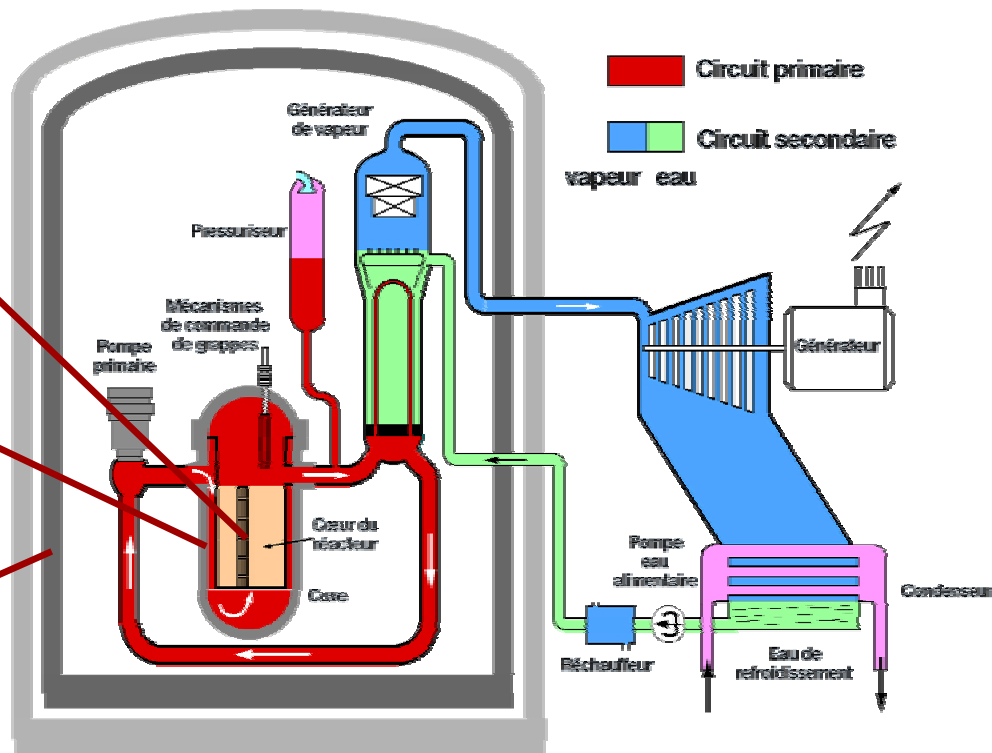 Circuit primaire
Circuit secondaire
vapeur eau
Générateur
de vapeur
Pressuriseur
Mécanismes
de commande
de grappes
Pompe
primaire
Générateur
Cœur du
réacteur
Cuve
Pompe
eau
alimentaire
Condenseur
Réchauffeur
Eau de
refroidissement